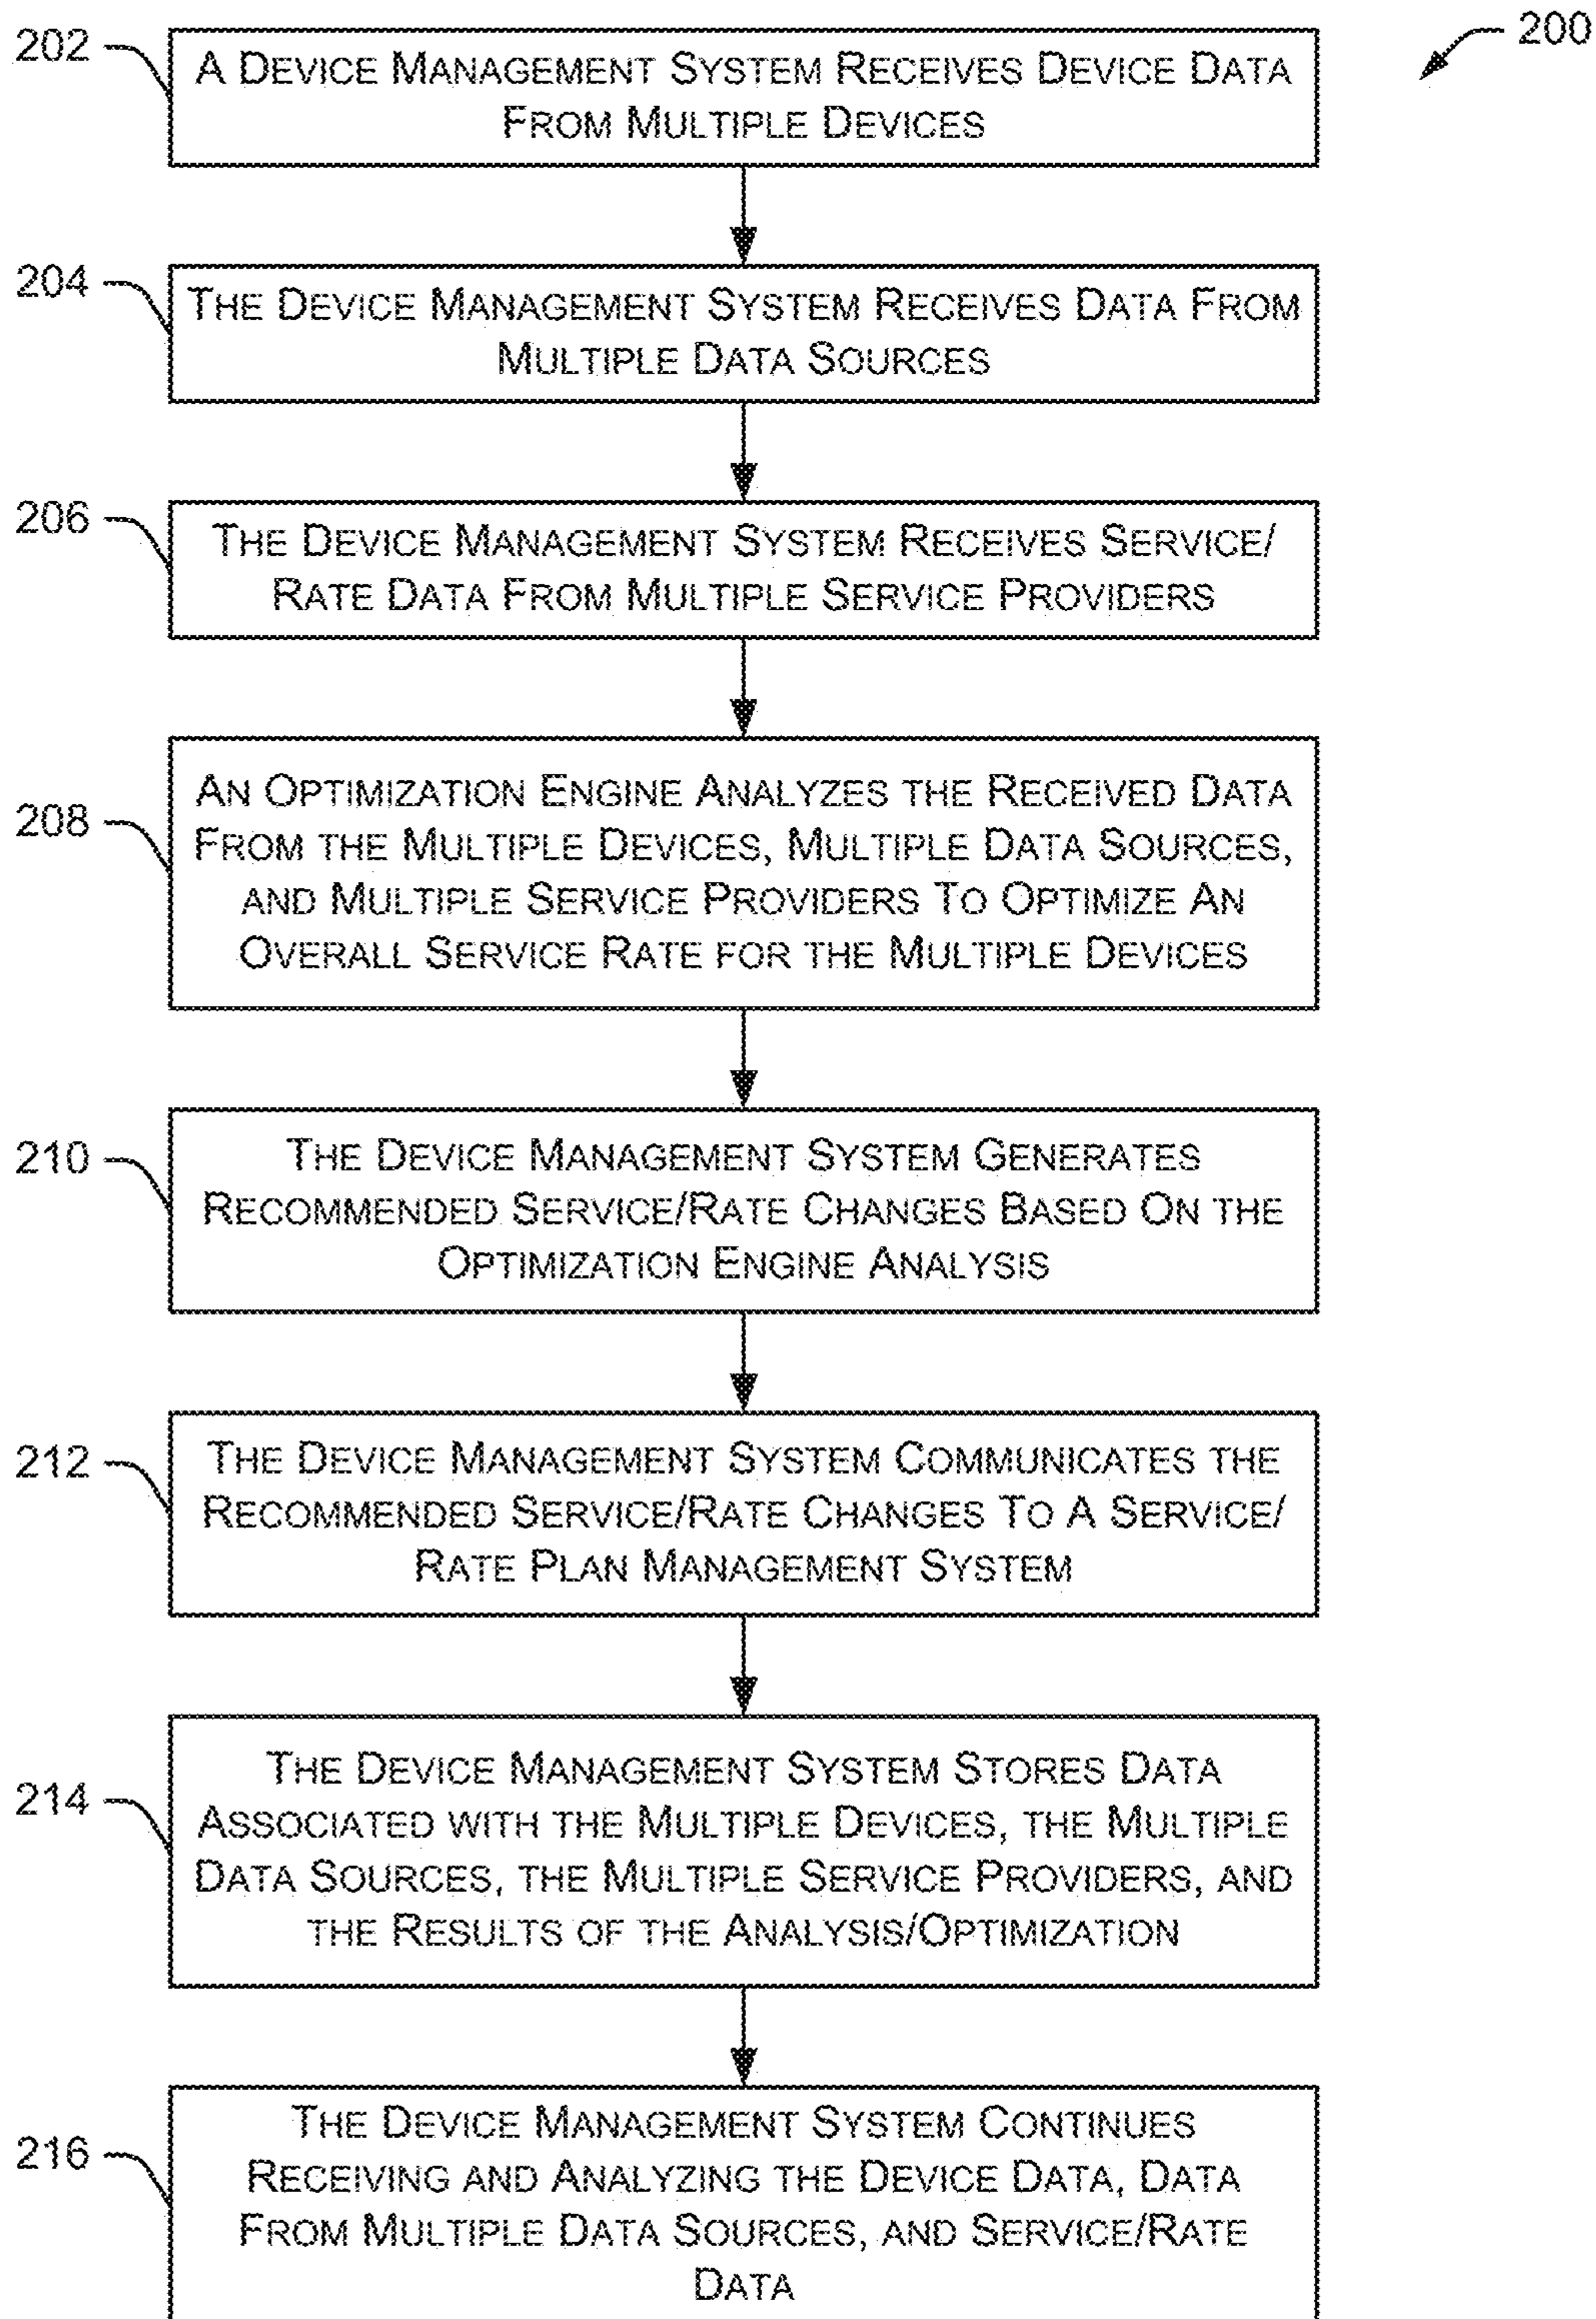 200
202
A DEVICE MANAGEMENT SYSTEM RECEIVES DEVICE DATA
FROM MULTIPLE DEVICES
204
THE DEVICE MANAGEMENT SYSTEM RECEIVES DATA FROM
MULTIPLE DATA SOURCES
206
THE DEVICE MANAGEMENT SYSTEM RECEIVES SERVICE/
RATE DATA FROM MULTIPLE SERVICE PROVIDERS
208
AN OPTIMIZATION ENGINE ANALYZES THE RECEIVED DATA
FROM THE MULTIPLE DEVICES, MULTIPLE DATA SOURCES,
AND MULTIPLE SERVICE PROVIDERS TO OPTIMIZE AN
OVERALL SERVICE RATE FOR THE MULTIPLE DEVICES
210
THE DEVICE MANAGEMENT SYSTEM GENERATES
RECOMMENDED SERVICE/RATE CHANGES BASED ON THE
OPTIMIZATION ENGINE ANALYSIS
212
THE DEVICE MANAGEMENT SYSTEM COMMUNICATES THE
RECOMMENDED SERVICE/RATE CHANGES TO A SERVICE/
RATE PLAN MANAGEMENT SYSTEM
214
THE DEVICE MANAGEMENT SYSTEM STORES DATA
ASSOCIATED WITH THE MULTIPLE DEVICES, THE MULTIPLE
DATA SOURCES, THE MULTIPLE SERVICE PROVIDERS, AND
THE RESULTS OF THE ANALYSIS/OPTIMIZATION
216
THE DEVICE MANAGEMENT SYSTEM CONTINUES
RECEIVING AND ANALYZING THE DEVICE DATA, DATA
FROM MULTIPLE DATA SOURCES, AND SERVICE/RATE
DATA